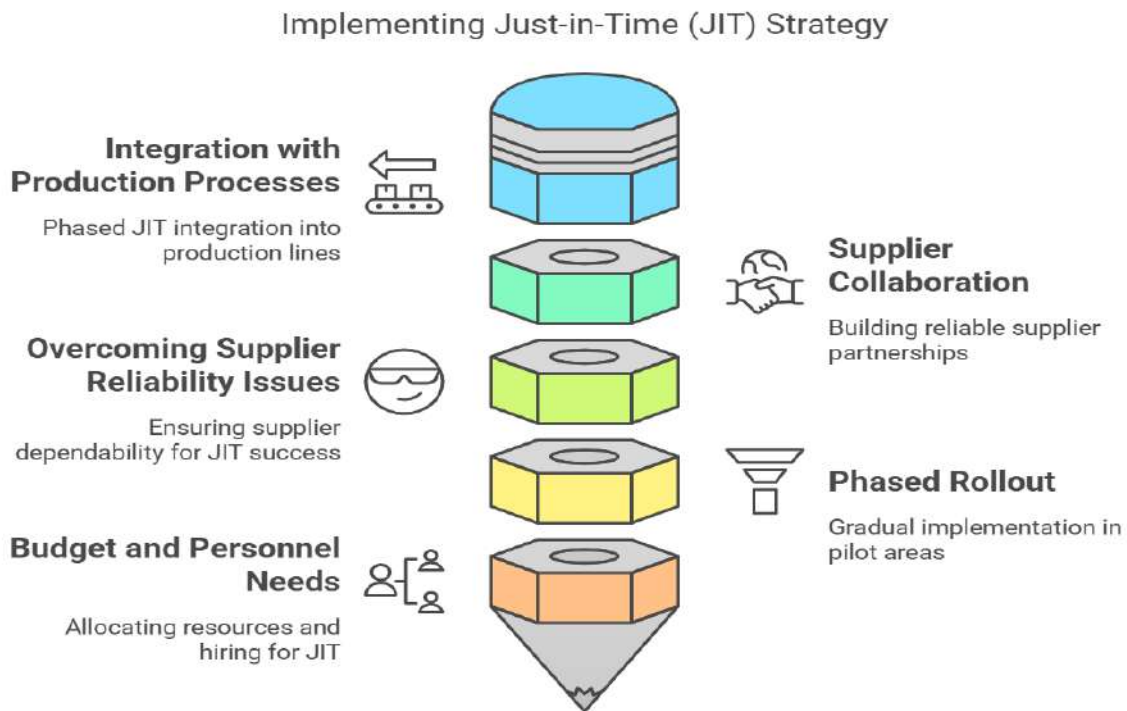 Implementing Just-in-Time (JIT) Strategy
Integration with
Production Processes
Phased JIT integration into
production lines
Supplier
Collaboration
Building reliable supplier
partnerships
Overcoming Supplier
Reliability Issues
Ensuring supplier
dependability for JIT success
Phased Rollout
Gradual implementation in
pilot areas
Budget and Personnel
Needs
Allocating resources and
hiring for JIT